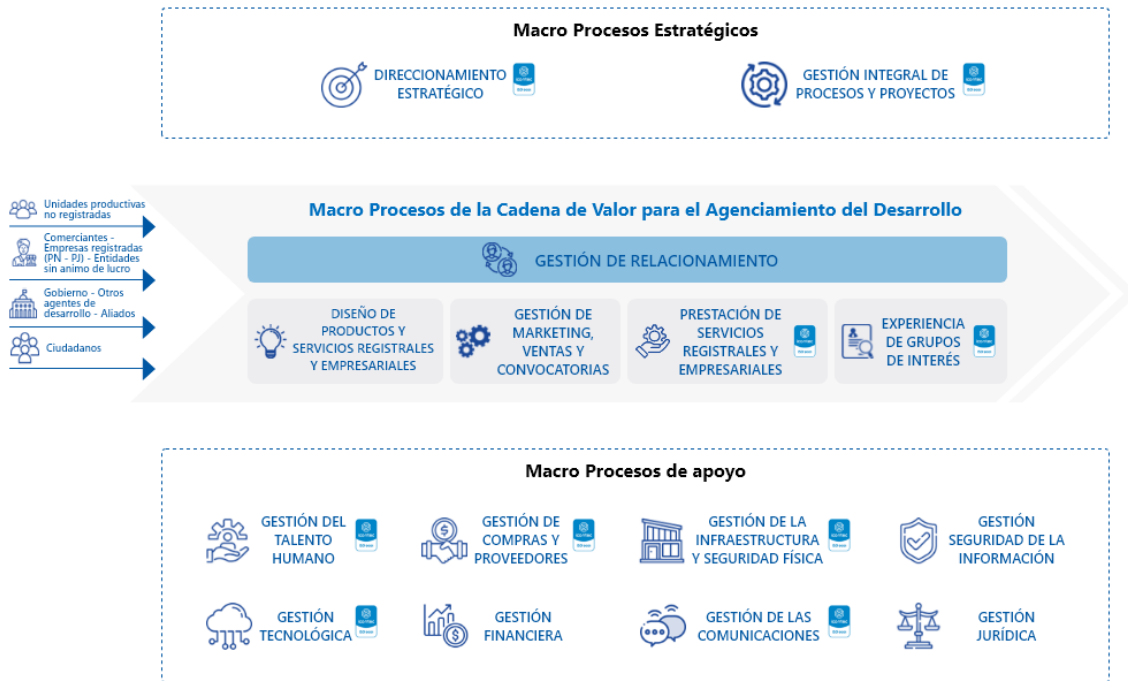 Macro Procesos Estratégicos
DIRECCIONAMIENTO
ESTRATÉGICO
GESTIÓN INTEGRAL DE
PROCESOS Y PROYECTOS
Unidades productivas
no registradas
Comerciantes -
Empresas registradas
(PN - PJ) - Entidades
sin animo de lucro
Gobierno - Otros
agentes de
desarrollo - Aliados
Ciudadanos
Macro Procesos de la Cadena de Valor para el Agenciamiento del Desarrollo
GESTIÓN DE RELACIONAMIENTO
DISEÑO DE
PRODUCTOS Y
SERVICIOS REGISTRALES
Y EMPRESARIALES
GESTIÓN DE
MARKETING,
VENTAS Y
CONVOCATORIAS
PRESTACIÓN DE
SERVICIOS
REGISTRALES Y
EMPRESARIALES
EXPERIENCIA
DE GRUPOS
DE INTERÉS
Macro Procesos de apoyo
GESTIÓN DEL
TALENTO
HUMANO
GESTIÓN DE
COMPRAS Y
PROVEEDORES
GESTIÓN DE LA
INFRAESTRUCTURA
Y SEGURIDAD FÍSICA
GESTIÓN
SEGURIDAD DE LA
INFORMACIÓN
GESTIÓN
TECNOLÓGICA
GESTIÓN
FINANCIERA
GESTIÓN DE LAS
COMUNICACIONES
GESTIÓN
JURÍDICA